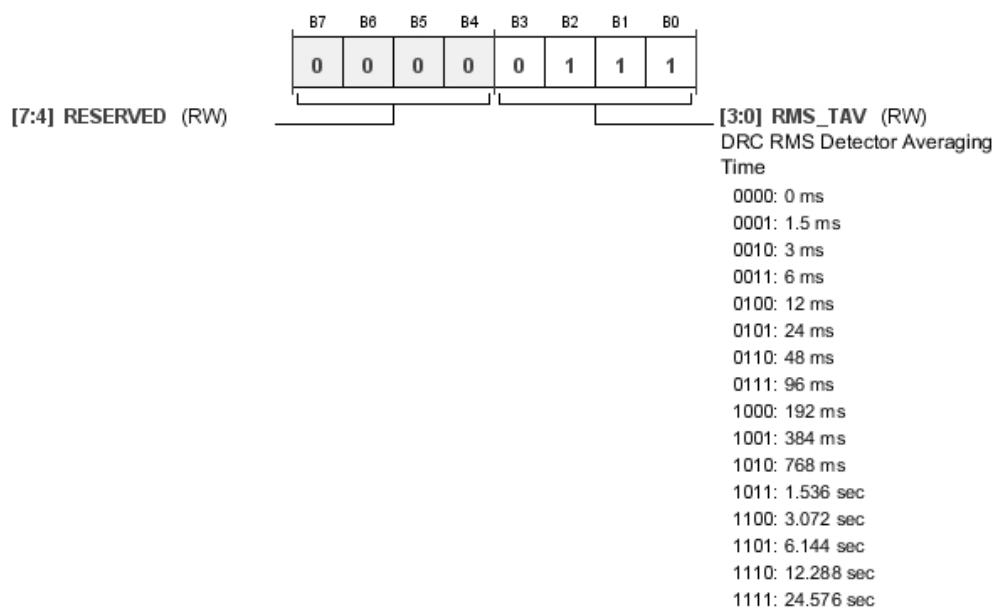 B7 B6 B5 B4 B3 B2 B1 B0
0 0 0 0 0 1 1 1
[7:4] RESERVED (RW)
[3:0] RMS_TAV (RW)
DRC RMS Detector Averaging
Time
0000: 0 ms
0001: 1.5 ms
0010: 3 ms
0011: 6 ms
0100: 12 ms
0101: 24 ms
0110: 48 ms
0111: 96 ms
1000: 192 ms
1001: 384 ms
1010: 768 ms
1011: 1.536 sec
1100: 3.072 sec
1101: 6.144 sec
1110: 12.288 sec
1111: 24.576 sec